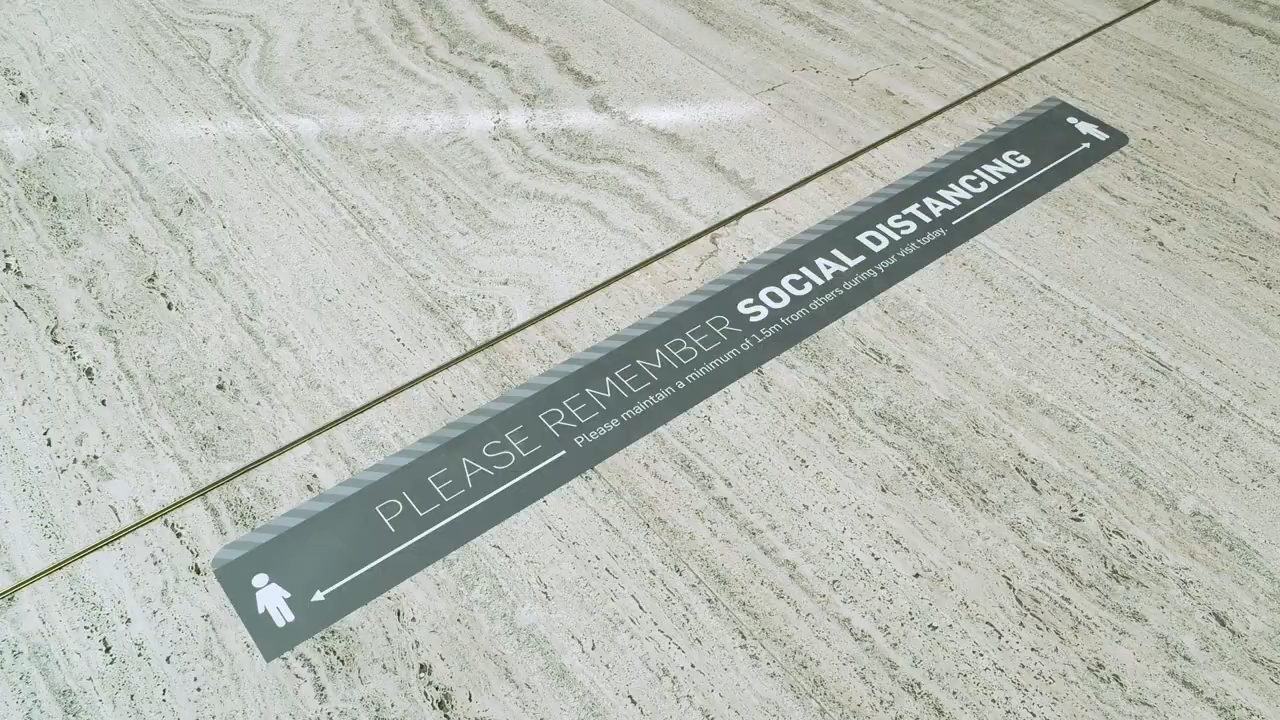 PLEASE REMEMBER SOCIAL DISTANCING
Please maintain a minimum of 1.5m from others during your visit today.